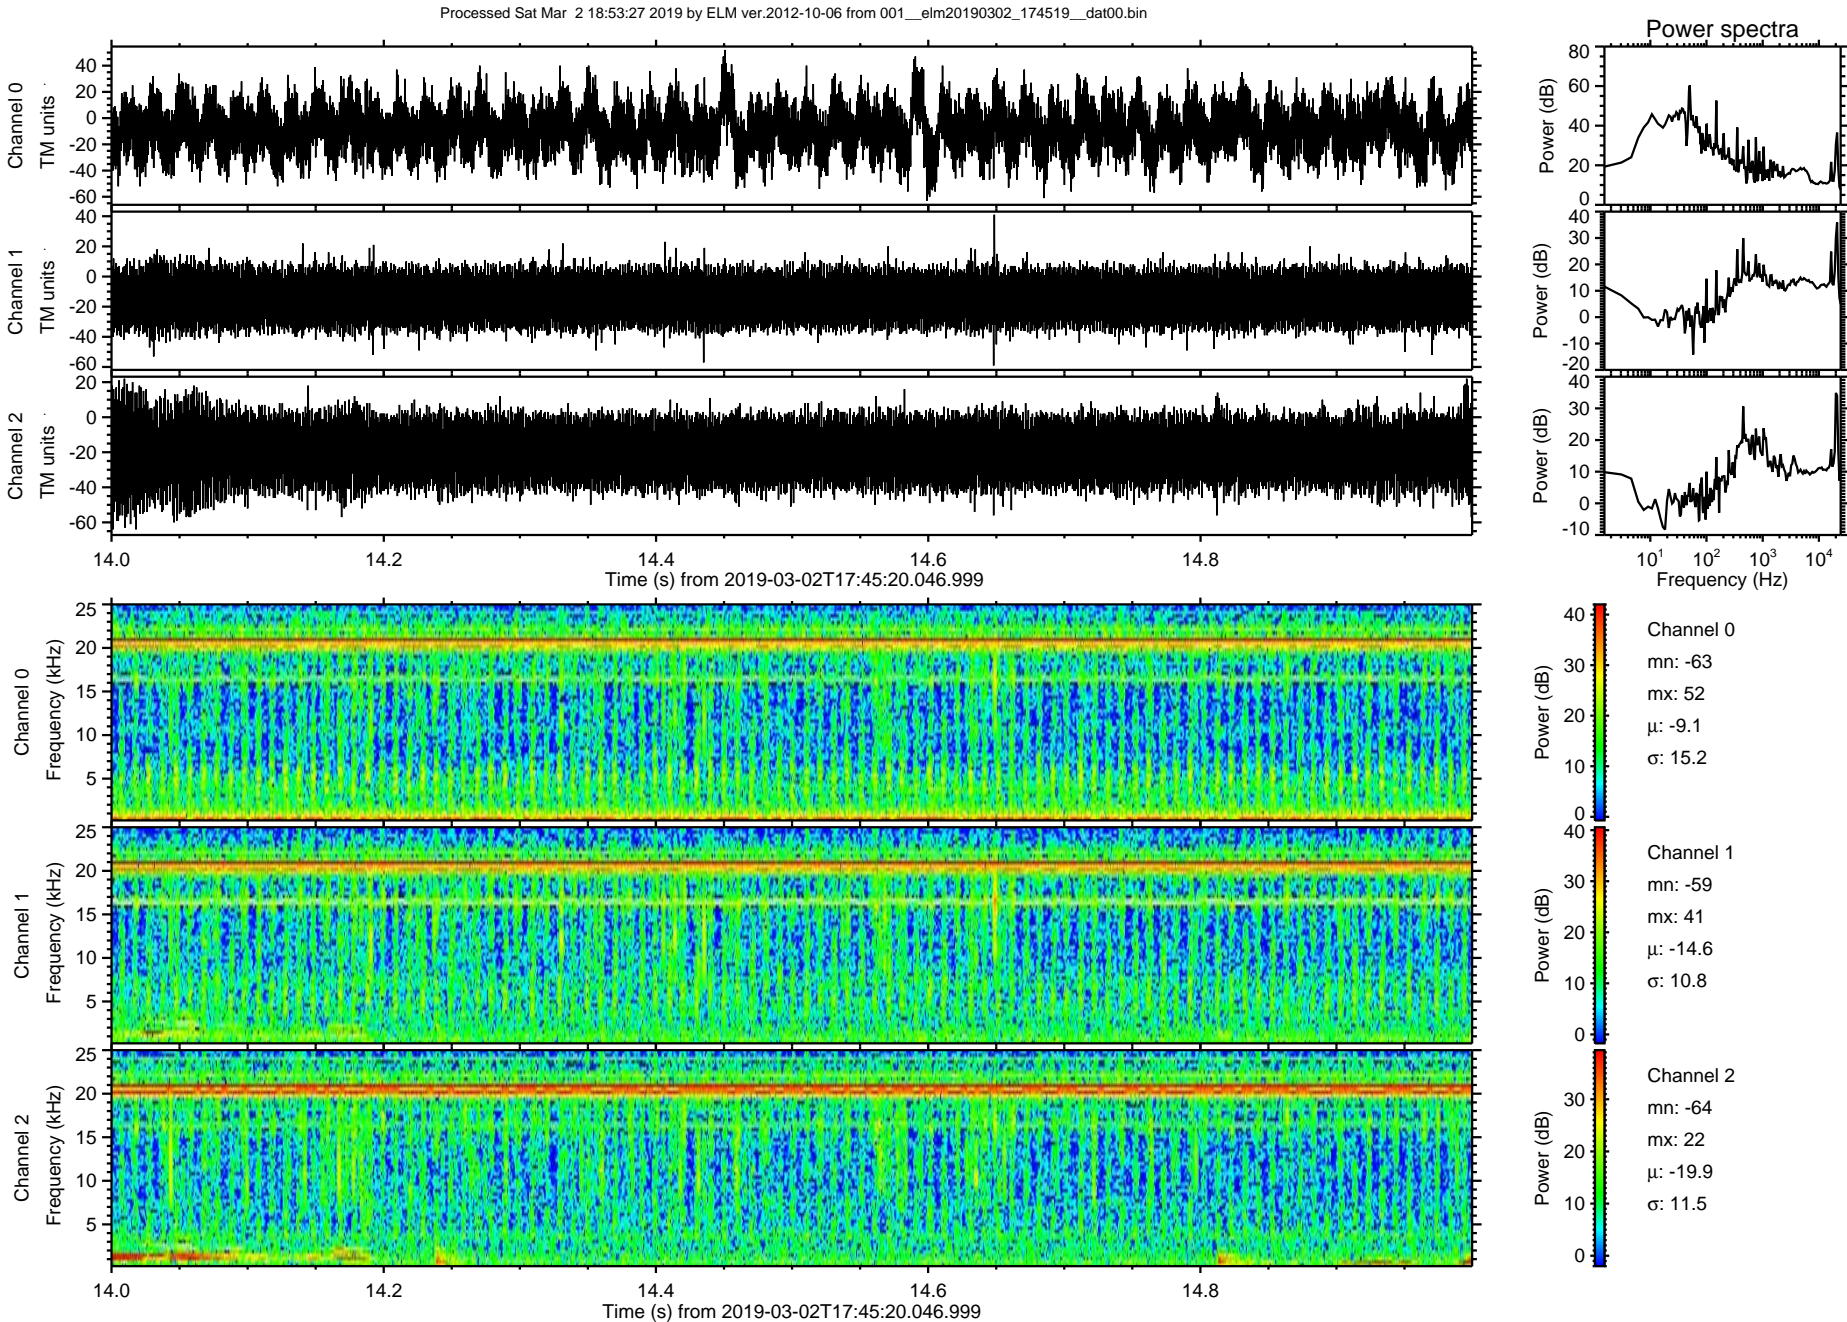 Processed Sat Mar 2 18:53:27 2019 by ELM ver.2012-10-06 from 001__elm20190302_174519__dat00.bin
Power spectra
Channel 0
TM units
40
20
0
-20
-40
-60
Power (dB)
80
60
40
20
0
Channel 1
TM units
40
20
0
-20
-40
-60
Power (dB)
40
30
20
10
0
-10
-20
Channel 2
TM units
20
0
-20
-40
-60
Power (dB)
40
30
20
10
0
-10
14.0 14.2 14.4 14.6 14.8
Time (s) from 2019-03-02T17:45:20.046.999
10^1 10^2 10^3 10^4
Frequency (Hz)
Channel 0
Frequency (kHz)
25
20
15
10
5
Power (dB)
40
30
20
10
0
Channel 0
mn: -63
mx: 52
μ: -9.1
σ: 15.2
Channel 1
Frequency (kHz)
25
20
15
10
5
Power (dB)
40
30
20
10
0
Channel 1
mn: -59
mx: 41
μ: -14.6
σ: 10.8
Channel 2
Frequency (kHz)
25
20
15
10
5
Power (dB)
30
20
10
0
Channel 2
mn: -64
mx: 22
μ: -19.9
σ: 11.5
14.0 14.2 14.4 14.6 14.8
Time (s) from 2019-03-02T17:45:20.046.999